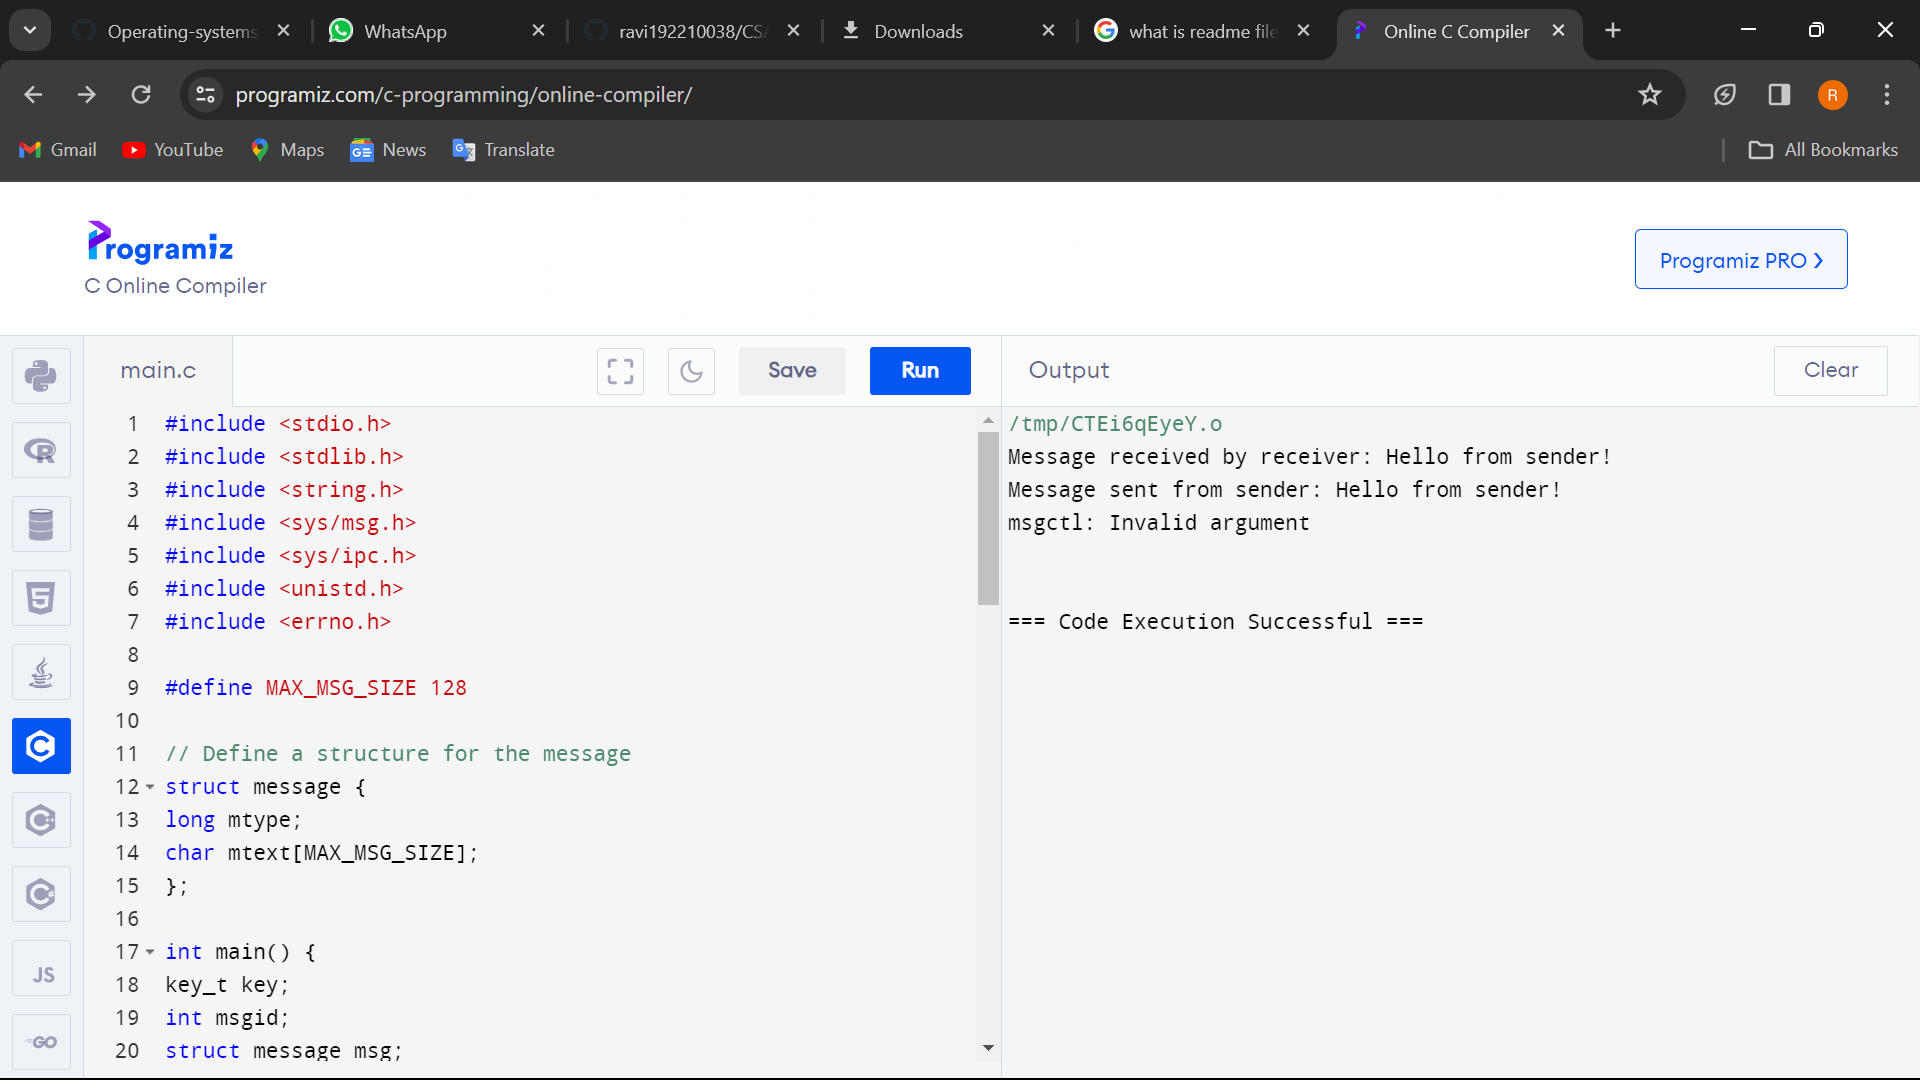 Operating-systems
WhatsApp
ravi192210038/CSA
Downloads
what is readme file
Online C Compiler
programiz.com/c-programming/online-compiler/
R
Gmail
YouTube
Maps
News
Translate
All Bookmarks
Programiz
C Online Compiler
Programiz PRO
main.c
Save
Run
Output
Clear
JS
GO
1 #include <stdio.h>
2 #include <stdlib.h>
3 #include <string.h>
4 #include <sys/msg.h>
5 #include <sys/ipc.h>
6 #include <unistd.h>
7 #include <errno.h>
8
9 #define MAX_MSG_SIZE 128
10
11 // Define a structure for the message
12 struct message {
13 long mtype;
14 char mtext[MAX_MSG_SIZE];
15 };
16
17 int main() {
18 key_t key;
19 int msgid;
20 struct message msg;
/tmp/CTEi6qEyeY.o
Message received by receiver: Hello from sender!
Message sent from sender: Hello from sender!
msgctl: Invalid argument
=== Code Execution Successful ===